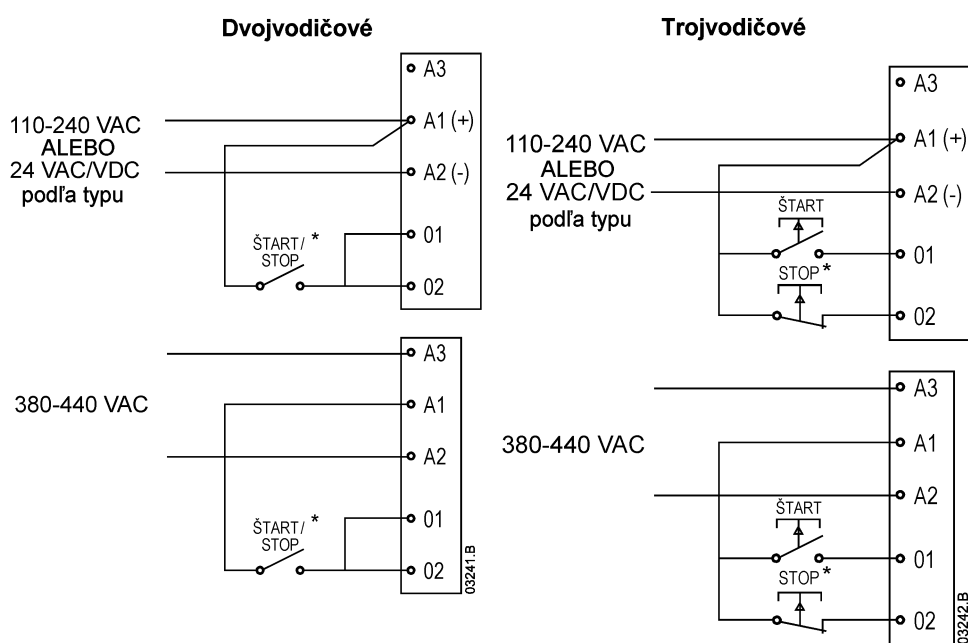 Dvojvodičové
A3
110-240 VAC
ALEBO
24 VAC/VDC
podľa typu
A1 (+)
A2 (-)
ŠTART/ *
STOP
01
02
380-440 VAC
A3
A1
A2
ŠTART/ *
STOP
01
02
03241.B
Trojvodičové
A3
110-240 VAC
ALEBO
24 VAC/VDC
podľa typu
A1 (+)
A2 (-)
ŠTART
01
STOP *
02
380-440 VAC
A3
A1
A2
ŠTART
01
STOP *
02
03242.B